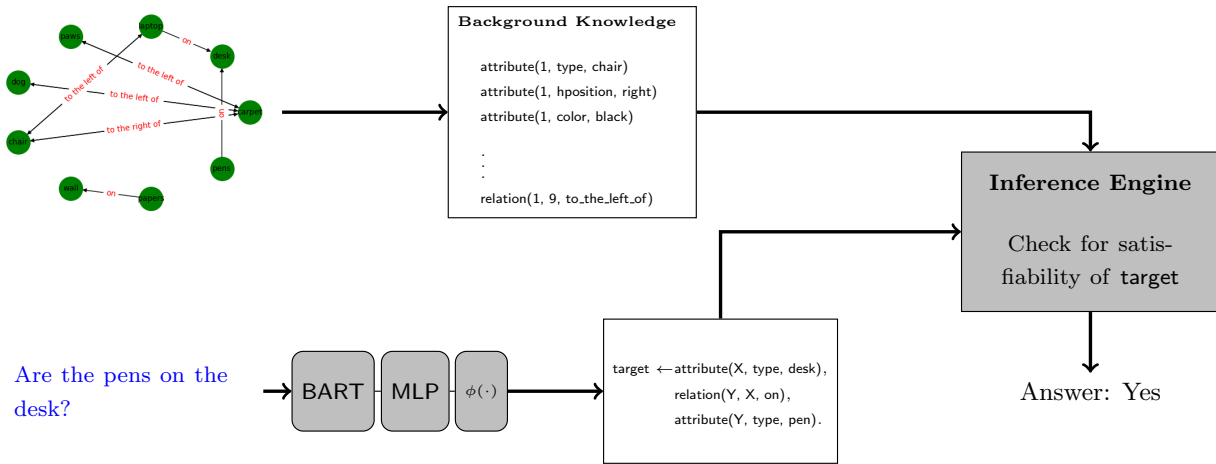 laptop
paws
on
desk
to the left of
dog
to the left of
to the left of
on
carpet
to the right of
chair
pens
wall
on
papers
Background Knowledge
attribute(1, type, chair)
attribute(1, hposition, right)
attribute(1, color, black)
.
.
.
relation(1, 9, to_the_left_of)
Inference Engine
Check for satis-
fiability of target
Are the pens on the
desk?
BART
MLP
ϕ(·)
target ←attribute(X, type, desk),
relation(Y, X, on),
attribute(Y, type, pen).
Answer: Yes